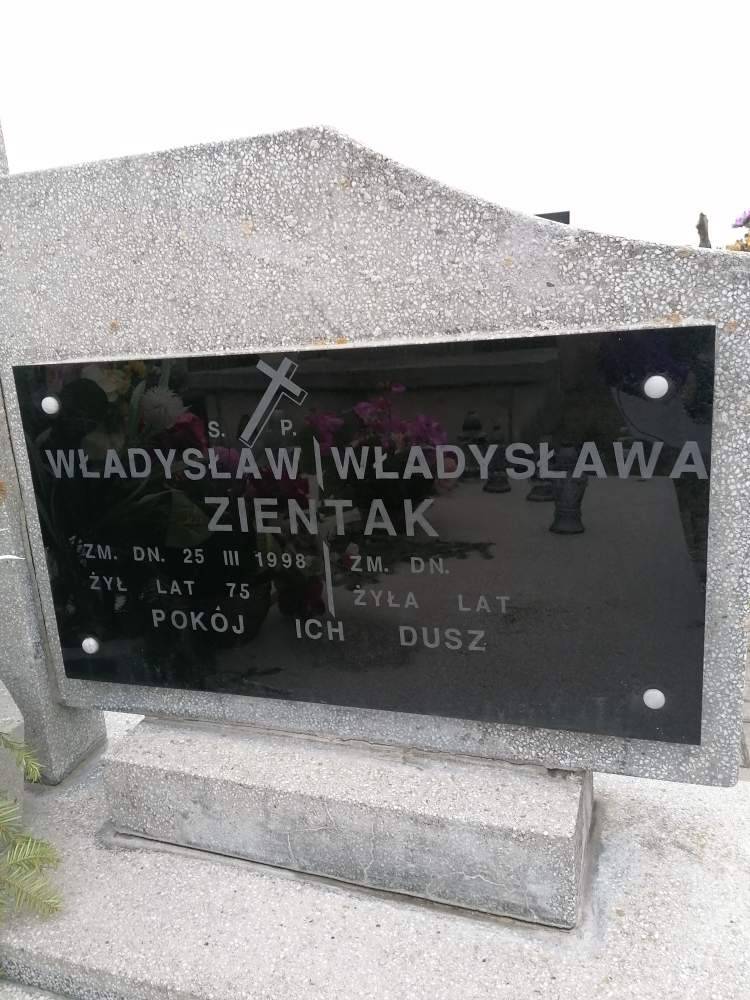 S. P.
WŁADYSŁAW WŁADYSŁAWA
ZIENTAK
ZM. DN. 25 III 1998 ZM. DN.
ŻYŁ LAT 75 ŻYŁA LAT
POKÓJ ICH DUSZ